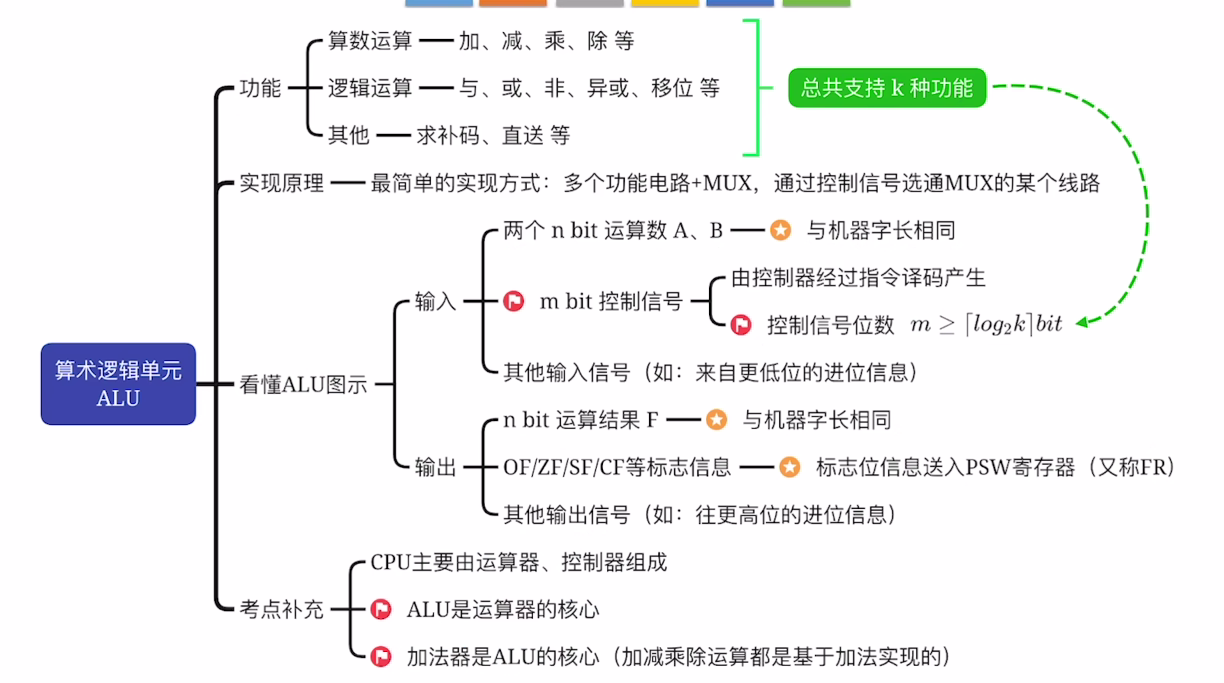 功能
算数运算
加、减、乘、除 等
逻辑运算
与、或、非、异或、移位 等
其他
求补码、直送 等
总共支持 k 种功能
实现原理
最简单的实现方式：多个功能电路+MUX，通过控制信号选通MUX的某个线路
算术逻辑单元
ALU
看懂ALU图示
输入
两个 n bit 运算数 A、B
与机器字长相同
m bit 控制信号
由控制器经过指令译码产生
控制信号位数 m ≥ ⌈log₂k⌉bit
其他输入信号（如：来自更低位的进位信息）
输出
n bit 运算结果 F
与机器字长相同
OF/ZF/SF/CF等标志信息
标志位信息送入PSW寄存器（又称FR）
其他输出信号（如：往更高位的进位信息）
考点补充
CPU主要由运算器、控制器组成
ALU是运算器的核心
加法器是ALU的核心（加减乘除运算都是基于加法实现的）